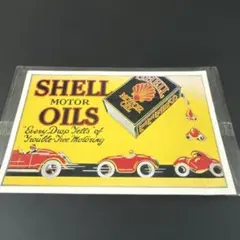 SHELL
MOTOR
OILS
"Every Drop Tells" of
Trouble-Free Motoring